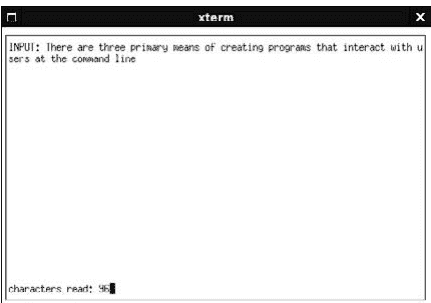 xterm
INPUT: There are three primary means of creating programs that interact with u
sers at the command line
characters read: 96